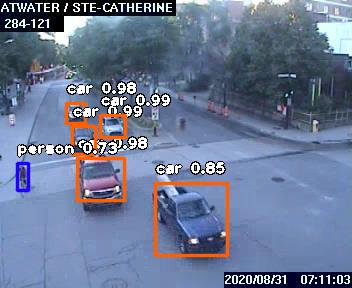 ATWATER / STE-CATHERINE
284-121
car 0.98
car 0.99
car 0.99
0.98
person 0.73
car 0.85
2020/08/31 07:11:03